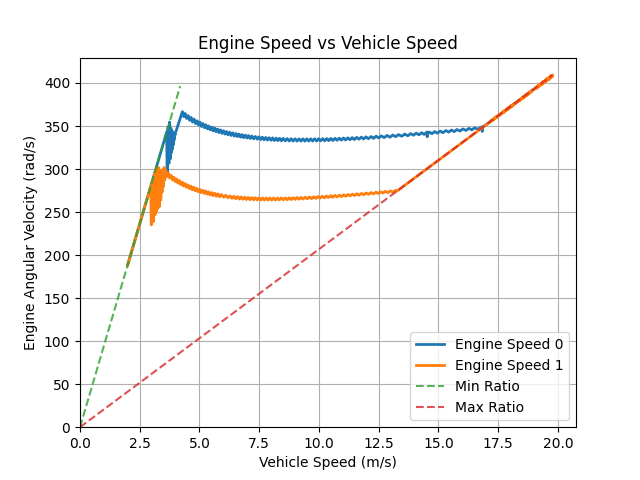 Engine Speed vs Vehicle Speed
Engine Angular Velocity (rad/s)
400
350
300
250
200
150
100
50
0
0.0 2.5 5.0 7.5 10.0 12.5 15.0 17.5 20.0
Vehicle Speed (m/s)
Engine Speed 0
Engine Speed 1
Min Ratio
Max Ratio